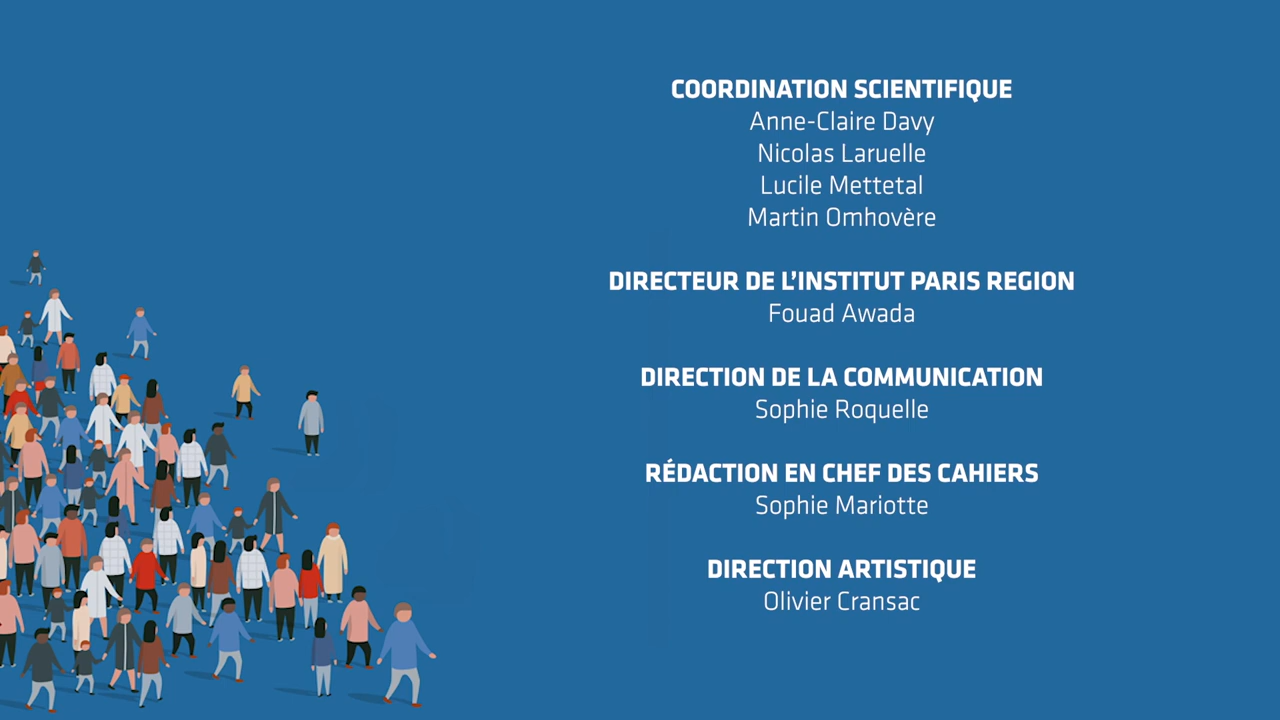 COORDINATION SCIENTIFIQUE
Anne-Claire Davy
Nicolas Laruelle
Lucile Mettetal
Martin Omhovère
DIRECTEUR DE L’INSTITUT PARIS REGION
Fouad Awada
DIRECTION DE LA COMMUNICATION
Sophie Roquelle
RÉDACTION EN CHEF DES CAHIERS
Sophie Mariotte
DIRECTION ARTISTIQUE
Olivier Cransac